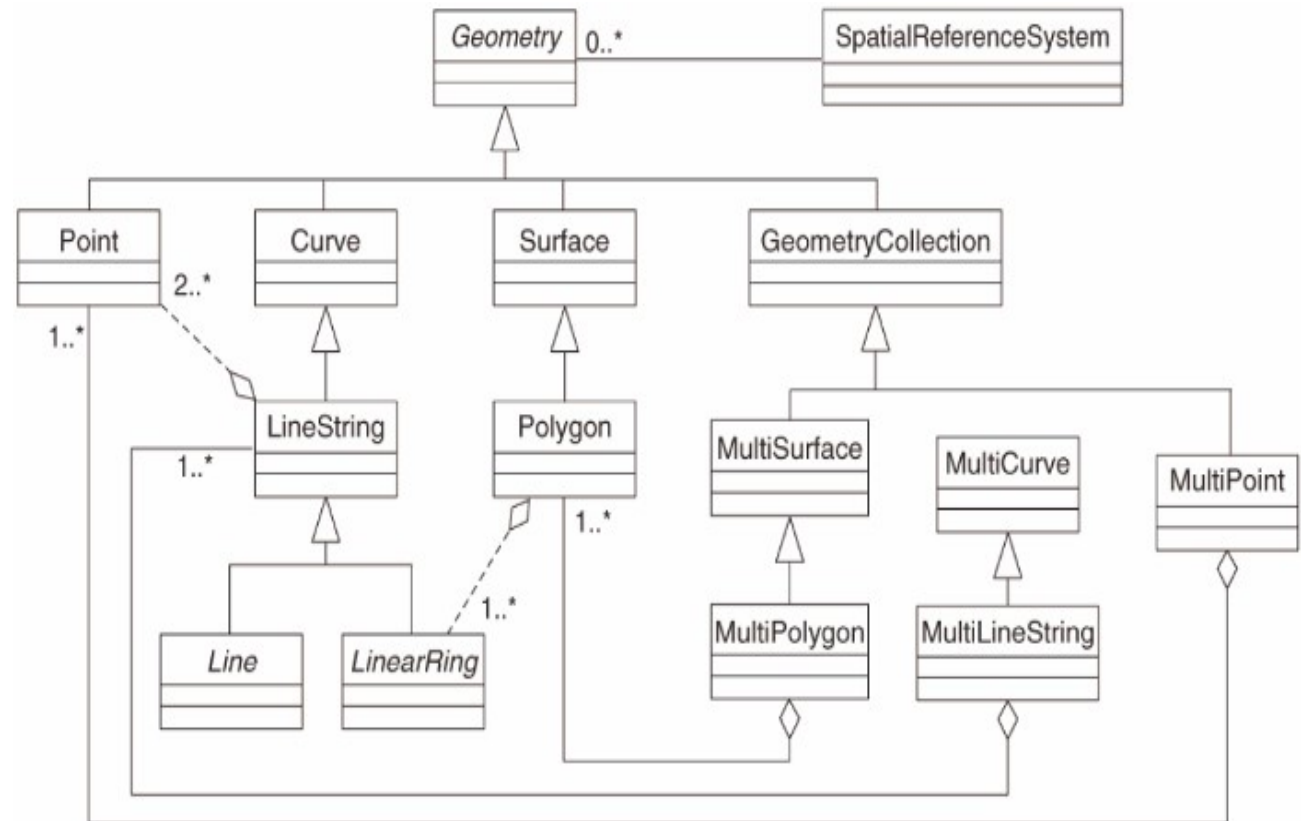 Geometry
0..*
SpatialReferenceSystem
Point
Curve
Surface
GeometryCollection
2..*
1..*
LineString
Polygon
MultiSurface
MultiCurve
MultiPoint
1..*
1..*
1..*
Line
LinearRing
MultiPolygon
MultiLineString